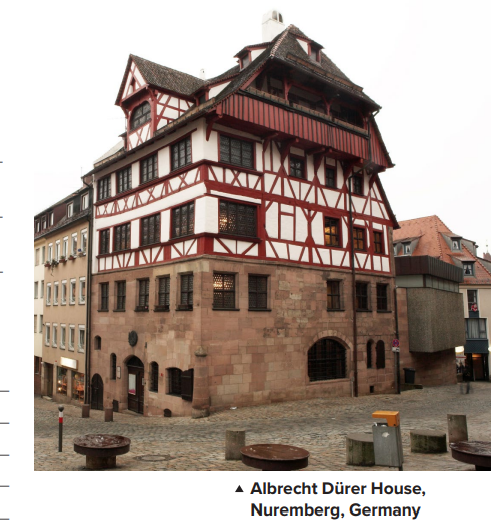 ▲ Albrecht Dürer House,
Nuremberg, Germany